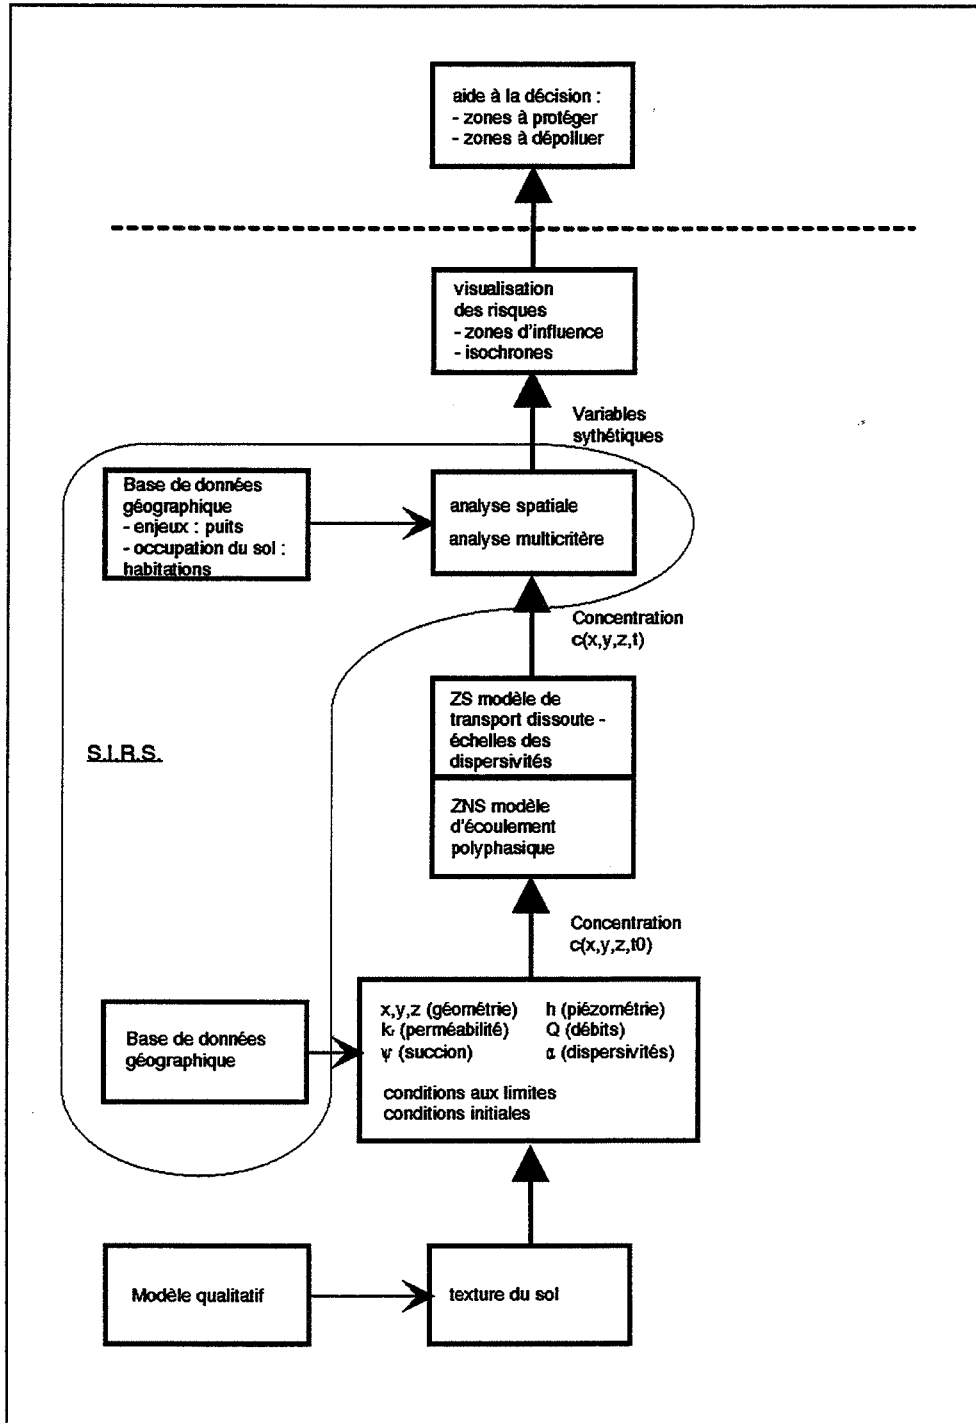 aide à la décision :
- zones à protéger
- zones à dépolluer
visualisation
des risques
- zones d'influence
- isochrones
Variables
sythétiques
Base de données
géographique
- enjeux : puits
- occupation du sol :
habitations
analyse spatiale
analyse multicritère
Concentration
c(x,y,z,t)
ZS modèle de
transport dissoute -
échelles des
dispersivités
S.I.R.S.
ZNS modèle
d'écoulement
polyphasique
Concentration
c(x,y,z,t0)
Base de données
géographique
x,y,z (géométrie) h (piézométrie)
kr (perméabilité) Q (débits)
ψ (succion) α (dispersivités)
conditions aux limites
conditions initiales
Modèle qualitatif
texture du sol